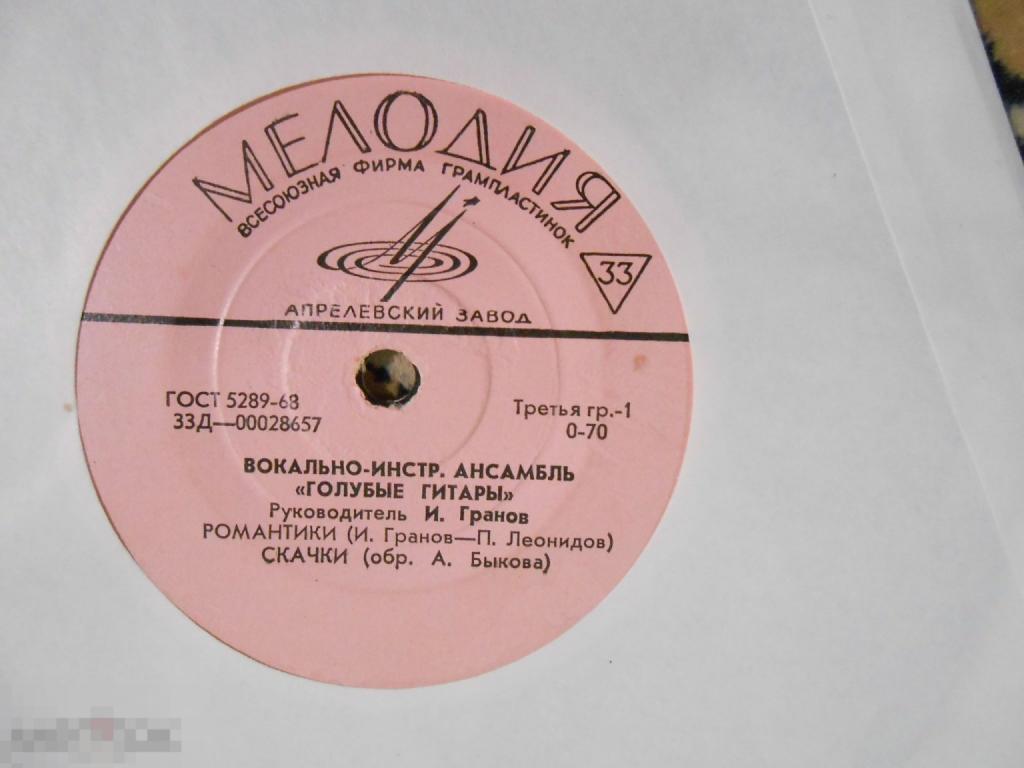 МЕЛОДИЯ
ВСЕСОЮЗНАЯ ФИРМА ГРАМПЛАСТИНОК
33
АПРЕЛЕВСКИЙ ЗАВОД
ГОСТ 5289-68
33Д—00028657
Третья гр.-1
0-70
ВОКАЛЬНО-ИНСТР. АНСАМБЛЬ
«ГОЛУБЫЕ ГИТАРЫ»
Руководитель И. Гранов
РОМАНТИКИ (И. Гранов—П. Леонидов)
СКАЧКИ (обр. А. Быкова)